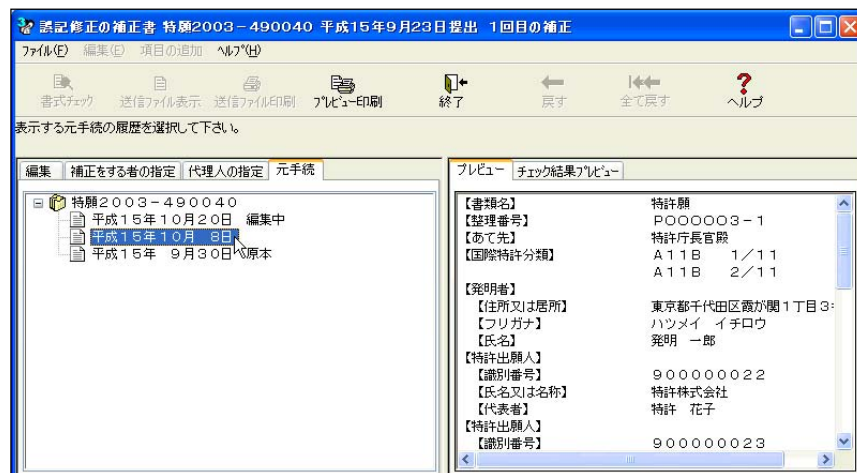 誤記修正の補正書 特願2003－490040 平成15年9月23日提出 1回目の補正
ファイル(F) 編集(E) 項目の追加 ヘルプ(H)
書式チェック 送信ファイル表示 送信ファイル印刷 プレビュー印刷 終了 戻す 全て戻す ヘルプ
表示する元手続の履歴を選択して下さい。
編集 補正をする者の指定 代理人の指定 元手続
特願２００３－４９００４０
平成１５年１０月２０日 編集中
平成１５年１０月 ８日
平成１５年 ９月３０日 原本
プレビュー チェック結果プレビュー
【書類名】 特許願
【整理番号】 Ｐ０００００３－１
【あて先】 特許庁長官殿
【国際特許分類】 Ａ１１Ｂ １／１１
Ａ１１Ｂ ２／１１
【発明者】
【住所又は居所】 東京都千代田区霞が関１丁目３
【フリガナ】 ハツメイ イチロウ
【氏名】 発明 一郎
【特許出願人】
【識別番号】 ９０００００００２２
【氏名又は名称】 特許株式会社
【代表者】 特許 花子
【特許出願人】
【識別番号】 ９０００００００２３